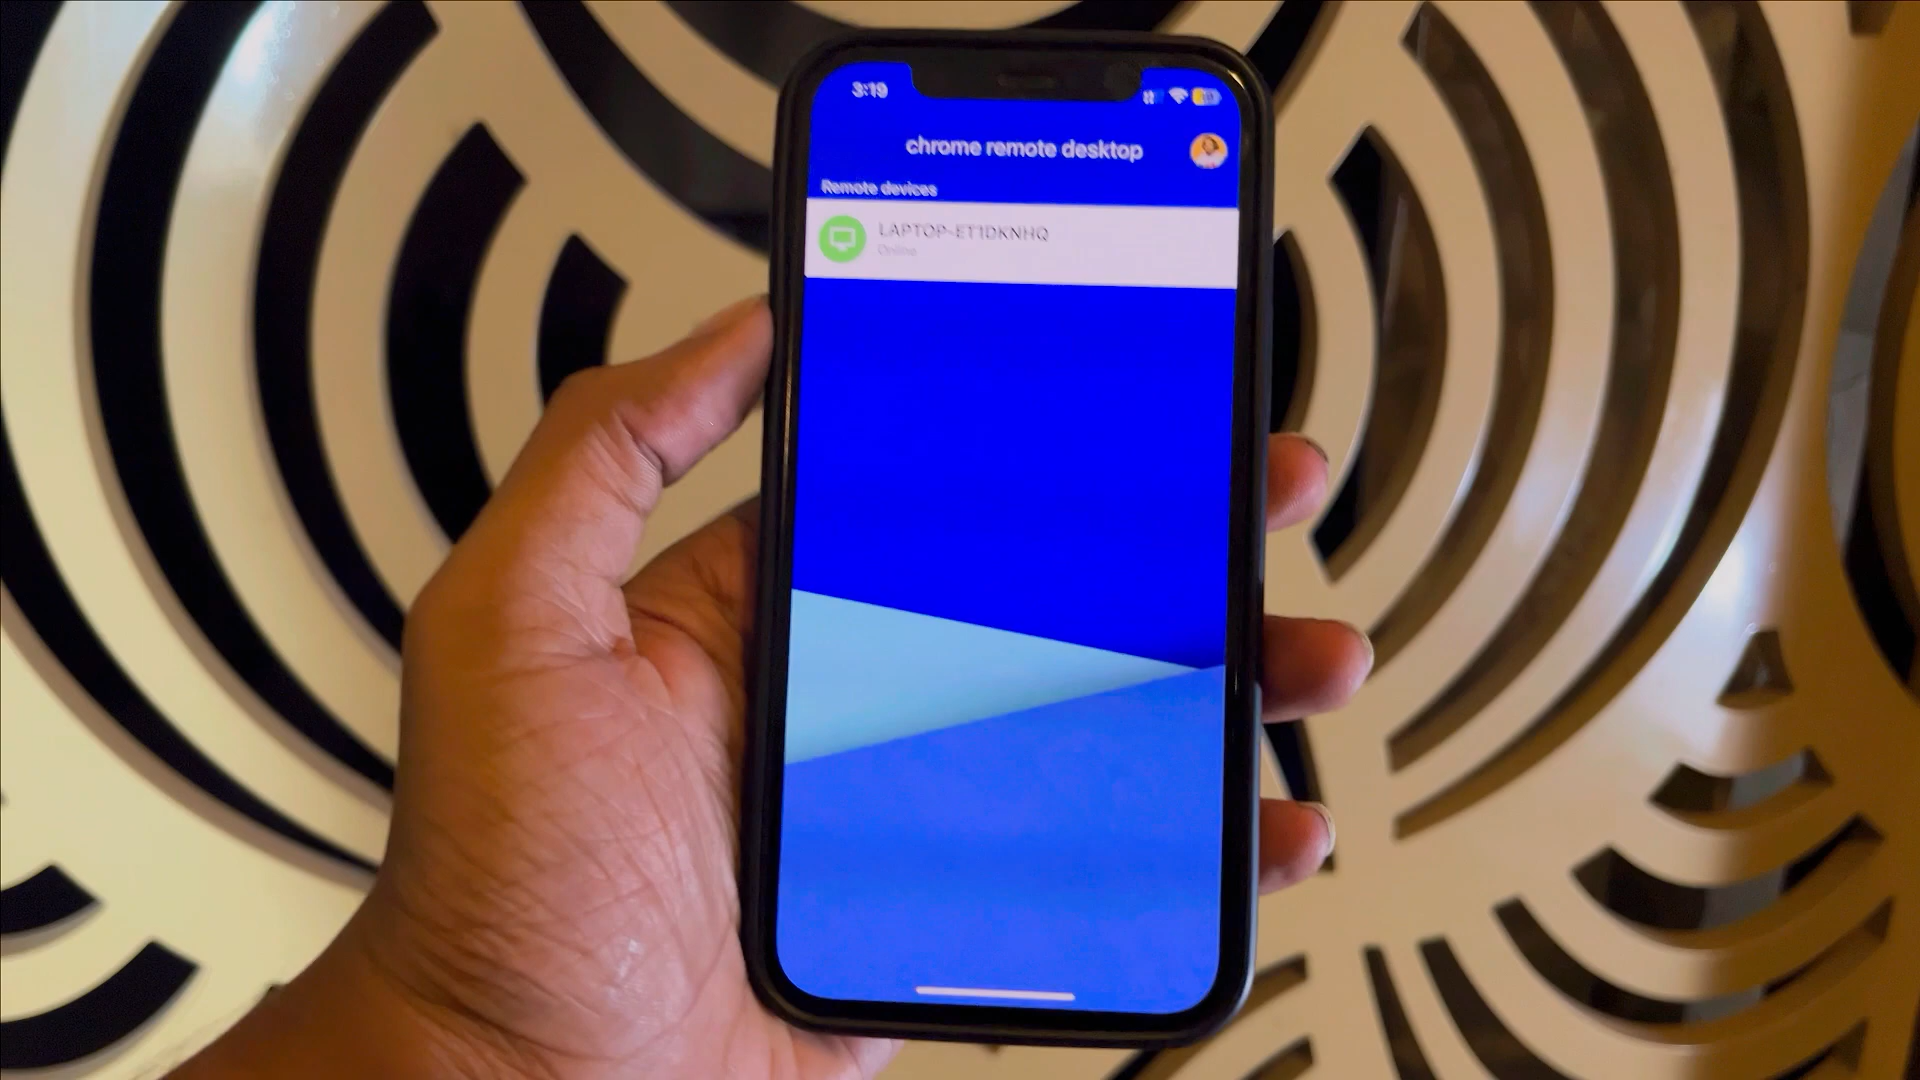 3:19
chrome remote desktop
Remote devices
LAPTOP-ET1DKNHQ
Online